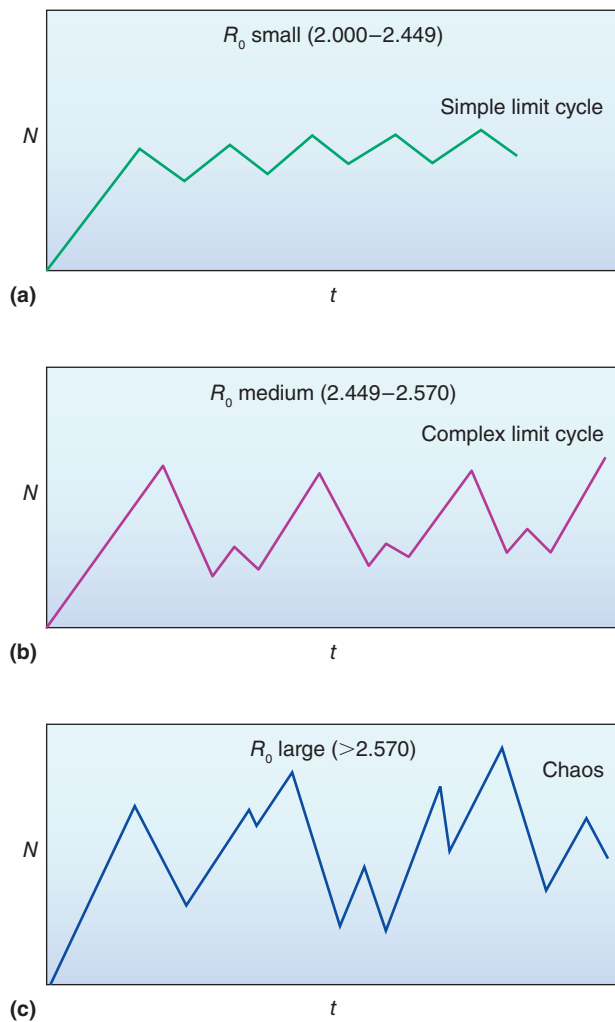 R₀ small (2.000–2.449)
Simple limit cycle
N
(a)
t
R₀ medium (2.449–2.570)
Complex limit cycle
N
(b)
t
R₀ large (>2.570)
Chaos
N
(c)
t